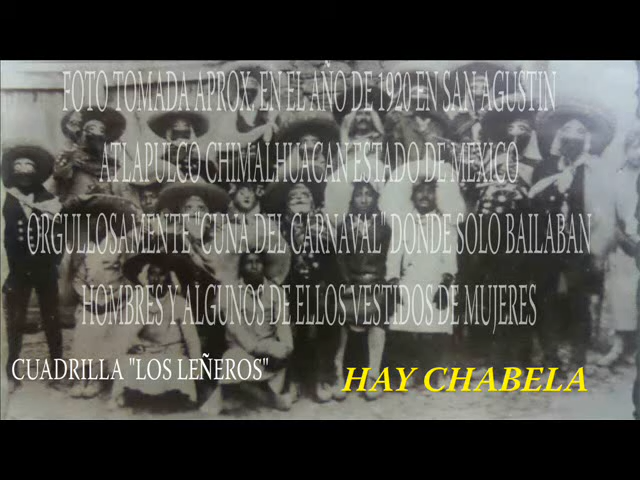 FOTO TOMADA APROX. EN EL AÑO DE 1920 EN SAN AGUSTIN
ATLAPULCO CHIMALHUACAN ESTADO DE MEXICO
ORGULLOSAMENTE "CUNA DEL CARNAVAL" DONDE SOLO BAILABAN
HOMBRES Y ALGUNOS DE ELLOS VESTIDOS DE MUJERES
CUADRILLA "LOS LEÑEROS"
HAY CHABELA